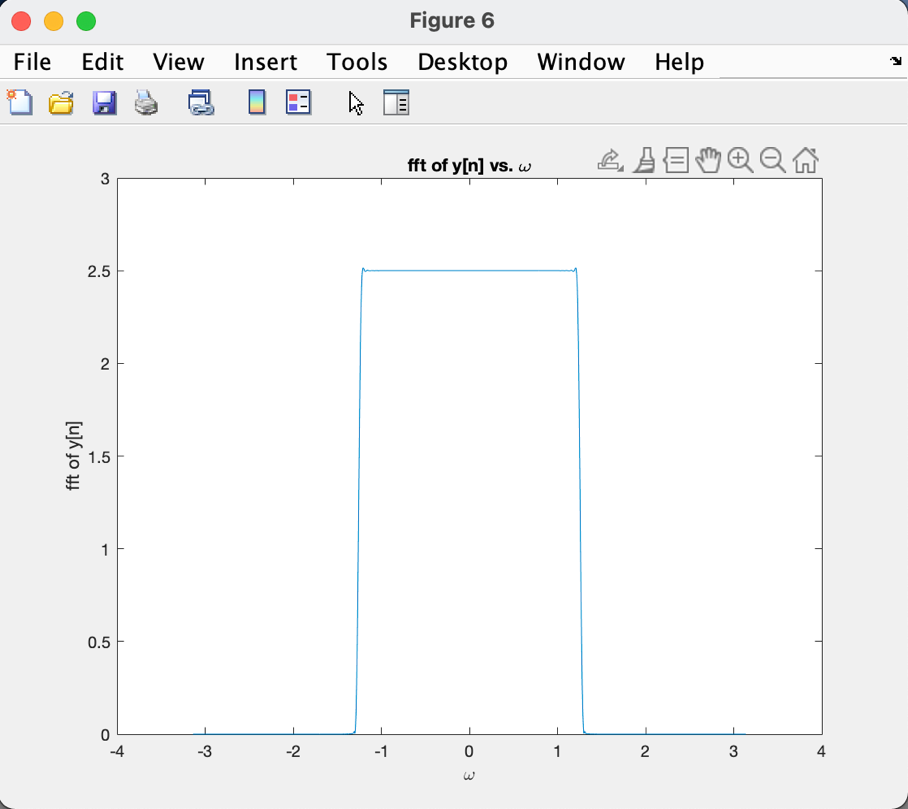 Figure 6
File Edit View Insert Tools Desktop Window Help
fft of y[n] vs. ω
3
2.5
2
1.5
1
0.5
0
fft of y[n]
-4 -3 -2 -1 0 1 2 3 4
ω